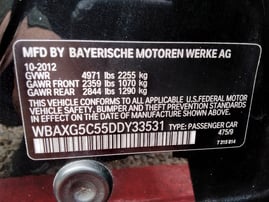 MFD BY BAYERISCHE MOTOREN WERKE AG
10-2012
GVWR 4971 lbs 2255 kg
GAWR FRONT 2359 lbs 1070 kg
GAWR REAR 2844 lbs 1290 kg
THIS VEHICLE CONFORMS TO ALL APPLICABLE U.S. FEDERAL MOTOR
VEHICLE SAFETY, BUMPER, AND THEFT PREVENTION STANDARDS IN
EFFECT ON THE DATE OF MANUFACTURE SHOWN ABOVE.
WBAXG5C55DDY33531 TYPE: PASSENGER CAR
475/9
T 215 814